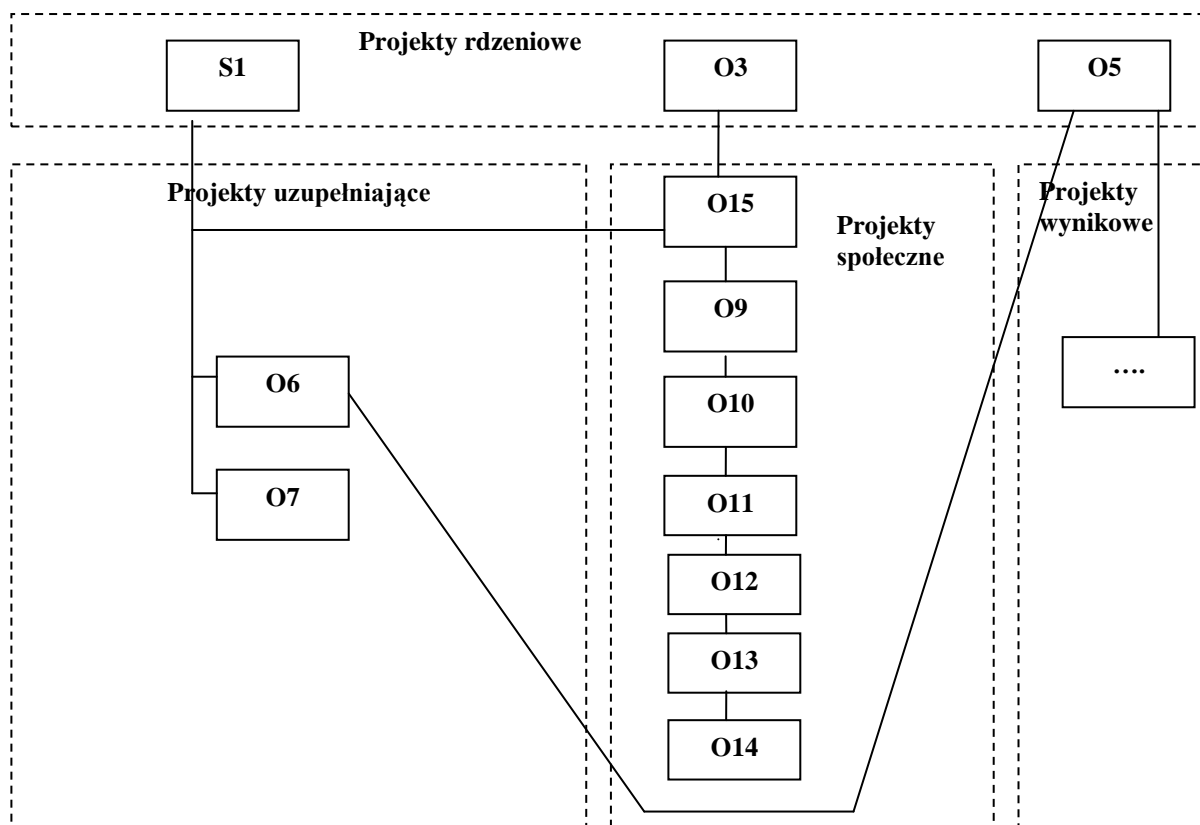 Projekty rdzeniowe
S1
O3
O5
Projekty uzupełniające
O15
Projekty
społeczne
Projekty
wynikowe
O9
O6
O10
....
O7
O11
O12
O13
O14